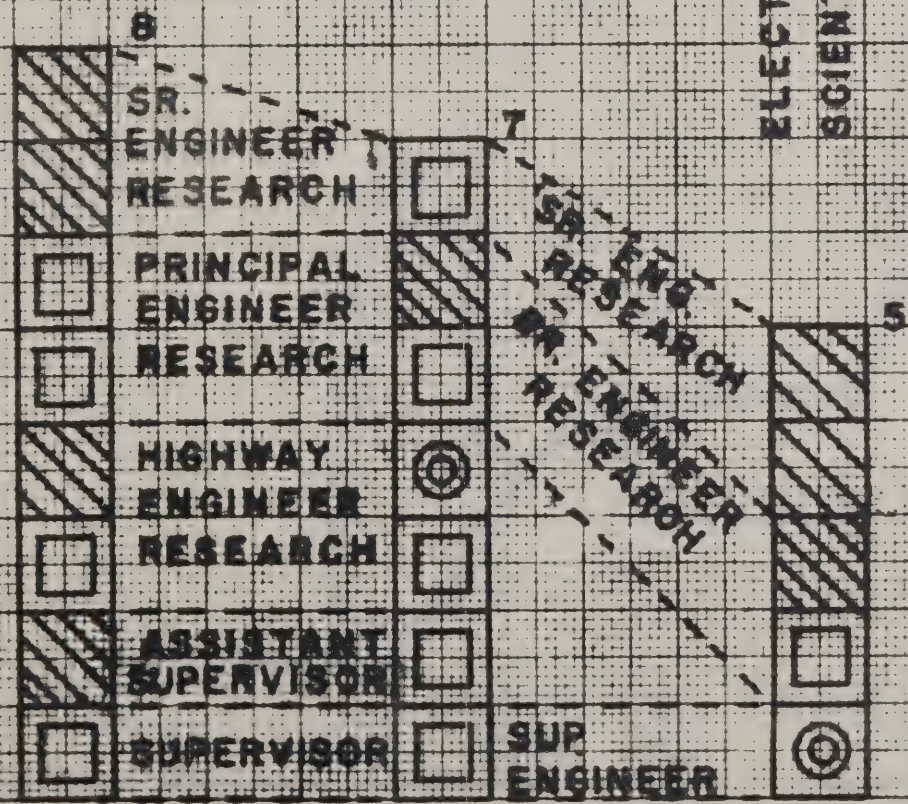 8
SR.
ENGINEER
RESEARCH
PRINCIPAL
ENGINEER
RESEARCH
HIGHWAY
ENGINEER
RESEARCH
ASSISTANT
SUPERVISOR
SUPERVISOR
7
SR. ENG.
RESEARCH
ENGINEER
RESEARCH
SUP
ENGINEER
5
ELECT
SCIEN